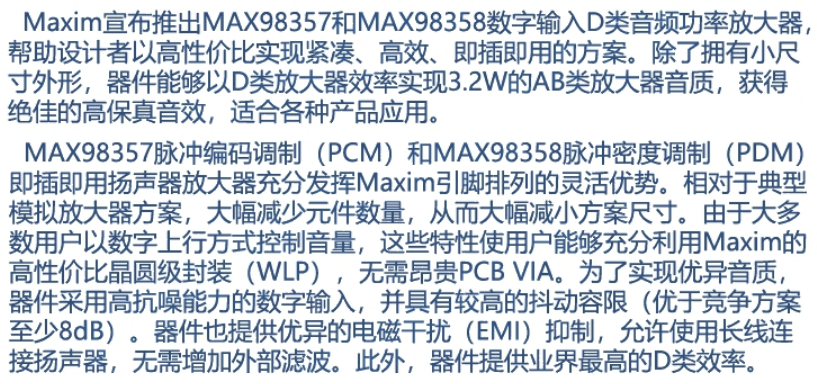 Maxim宣布推出MAX98357和MAX98358数字输入D类音频功率放大器，
帮助设计者以高性价比实现紧凑、高效、即插即用的方案。除了拥有小尺
寸外形，器件能够以D类放大器效率实现3.2W的AB类放大器音质，获得
绝佳的高保真音效，适合各种产品应用。
MAX98357脉冲编码调制（PCM）和MAX98358脉冲密度调制（PDM）
即插即用扬声器放大器充分发挥Maxim引脚排列的灵活优势。相对于典型
模拟放大器方案，大幅减少元件数量，从而大幅减小方案尺寸。由于大多
数用户以数字上行方式控制音量，这些特性使用户能够充分利用Maxim的
高性价比晶圆级封装（WLP），无需昂贵PCB VIA。为了实现优异音质，
器件采用高抗噪能力的数字输入，并具有较高的抖动容限（优于竞争方案
至少8dB）。器件也提供优异的电磁干扰（EMI）抑制，允许使用长线连
接扬声器，无需增加外部滤波。此外，器件提供业界最高的D类效率。